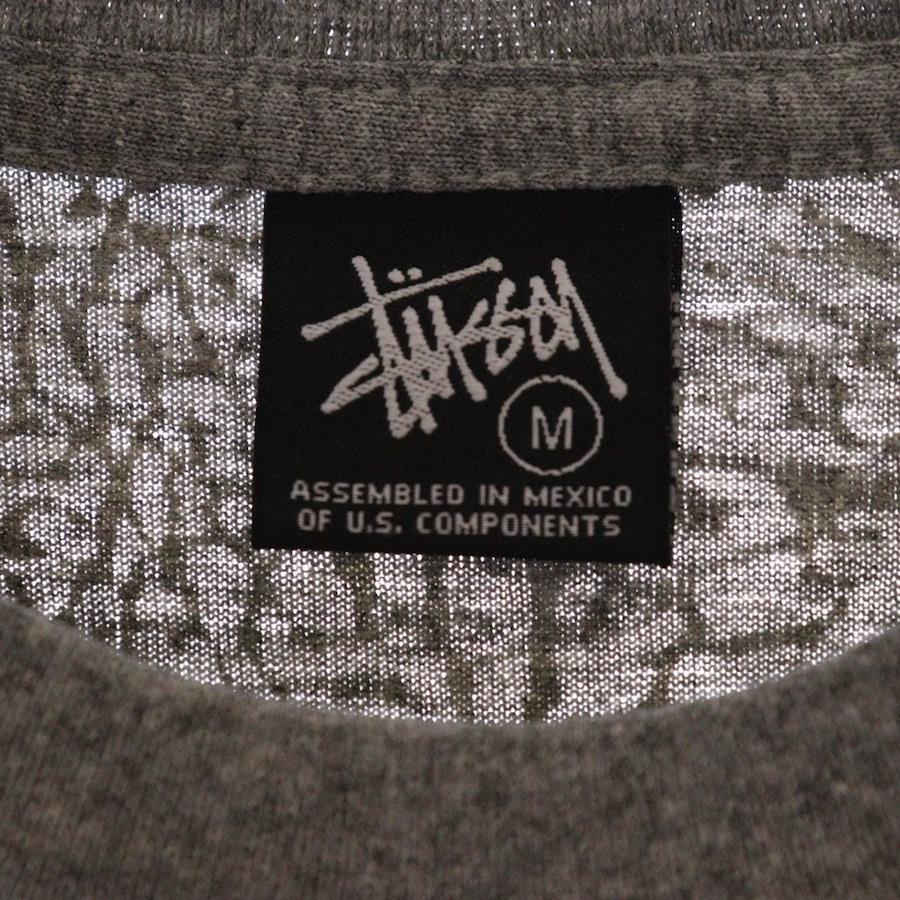 Stüssy
M
ASSEMBLED IN MEXICO
OF U.S. COMPONENTS